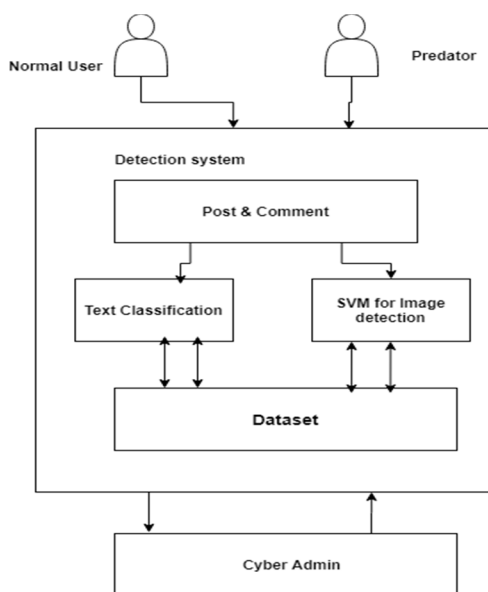 Normal User
Predator
Detection system
Post & Comment
Text Classification
SVM for Image
detection
Dataset
Cyber Admin